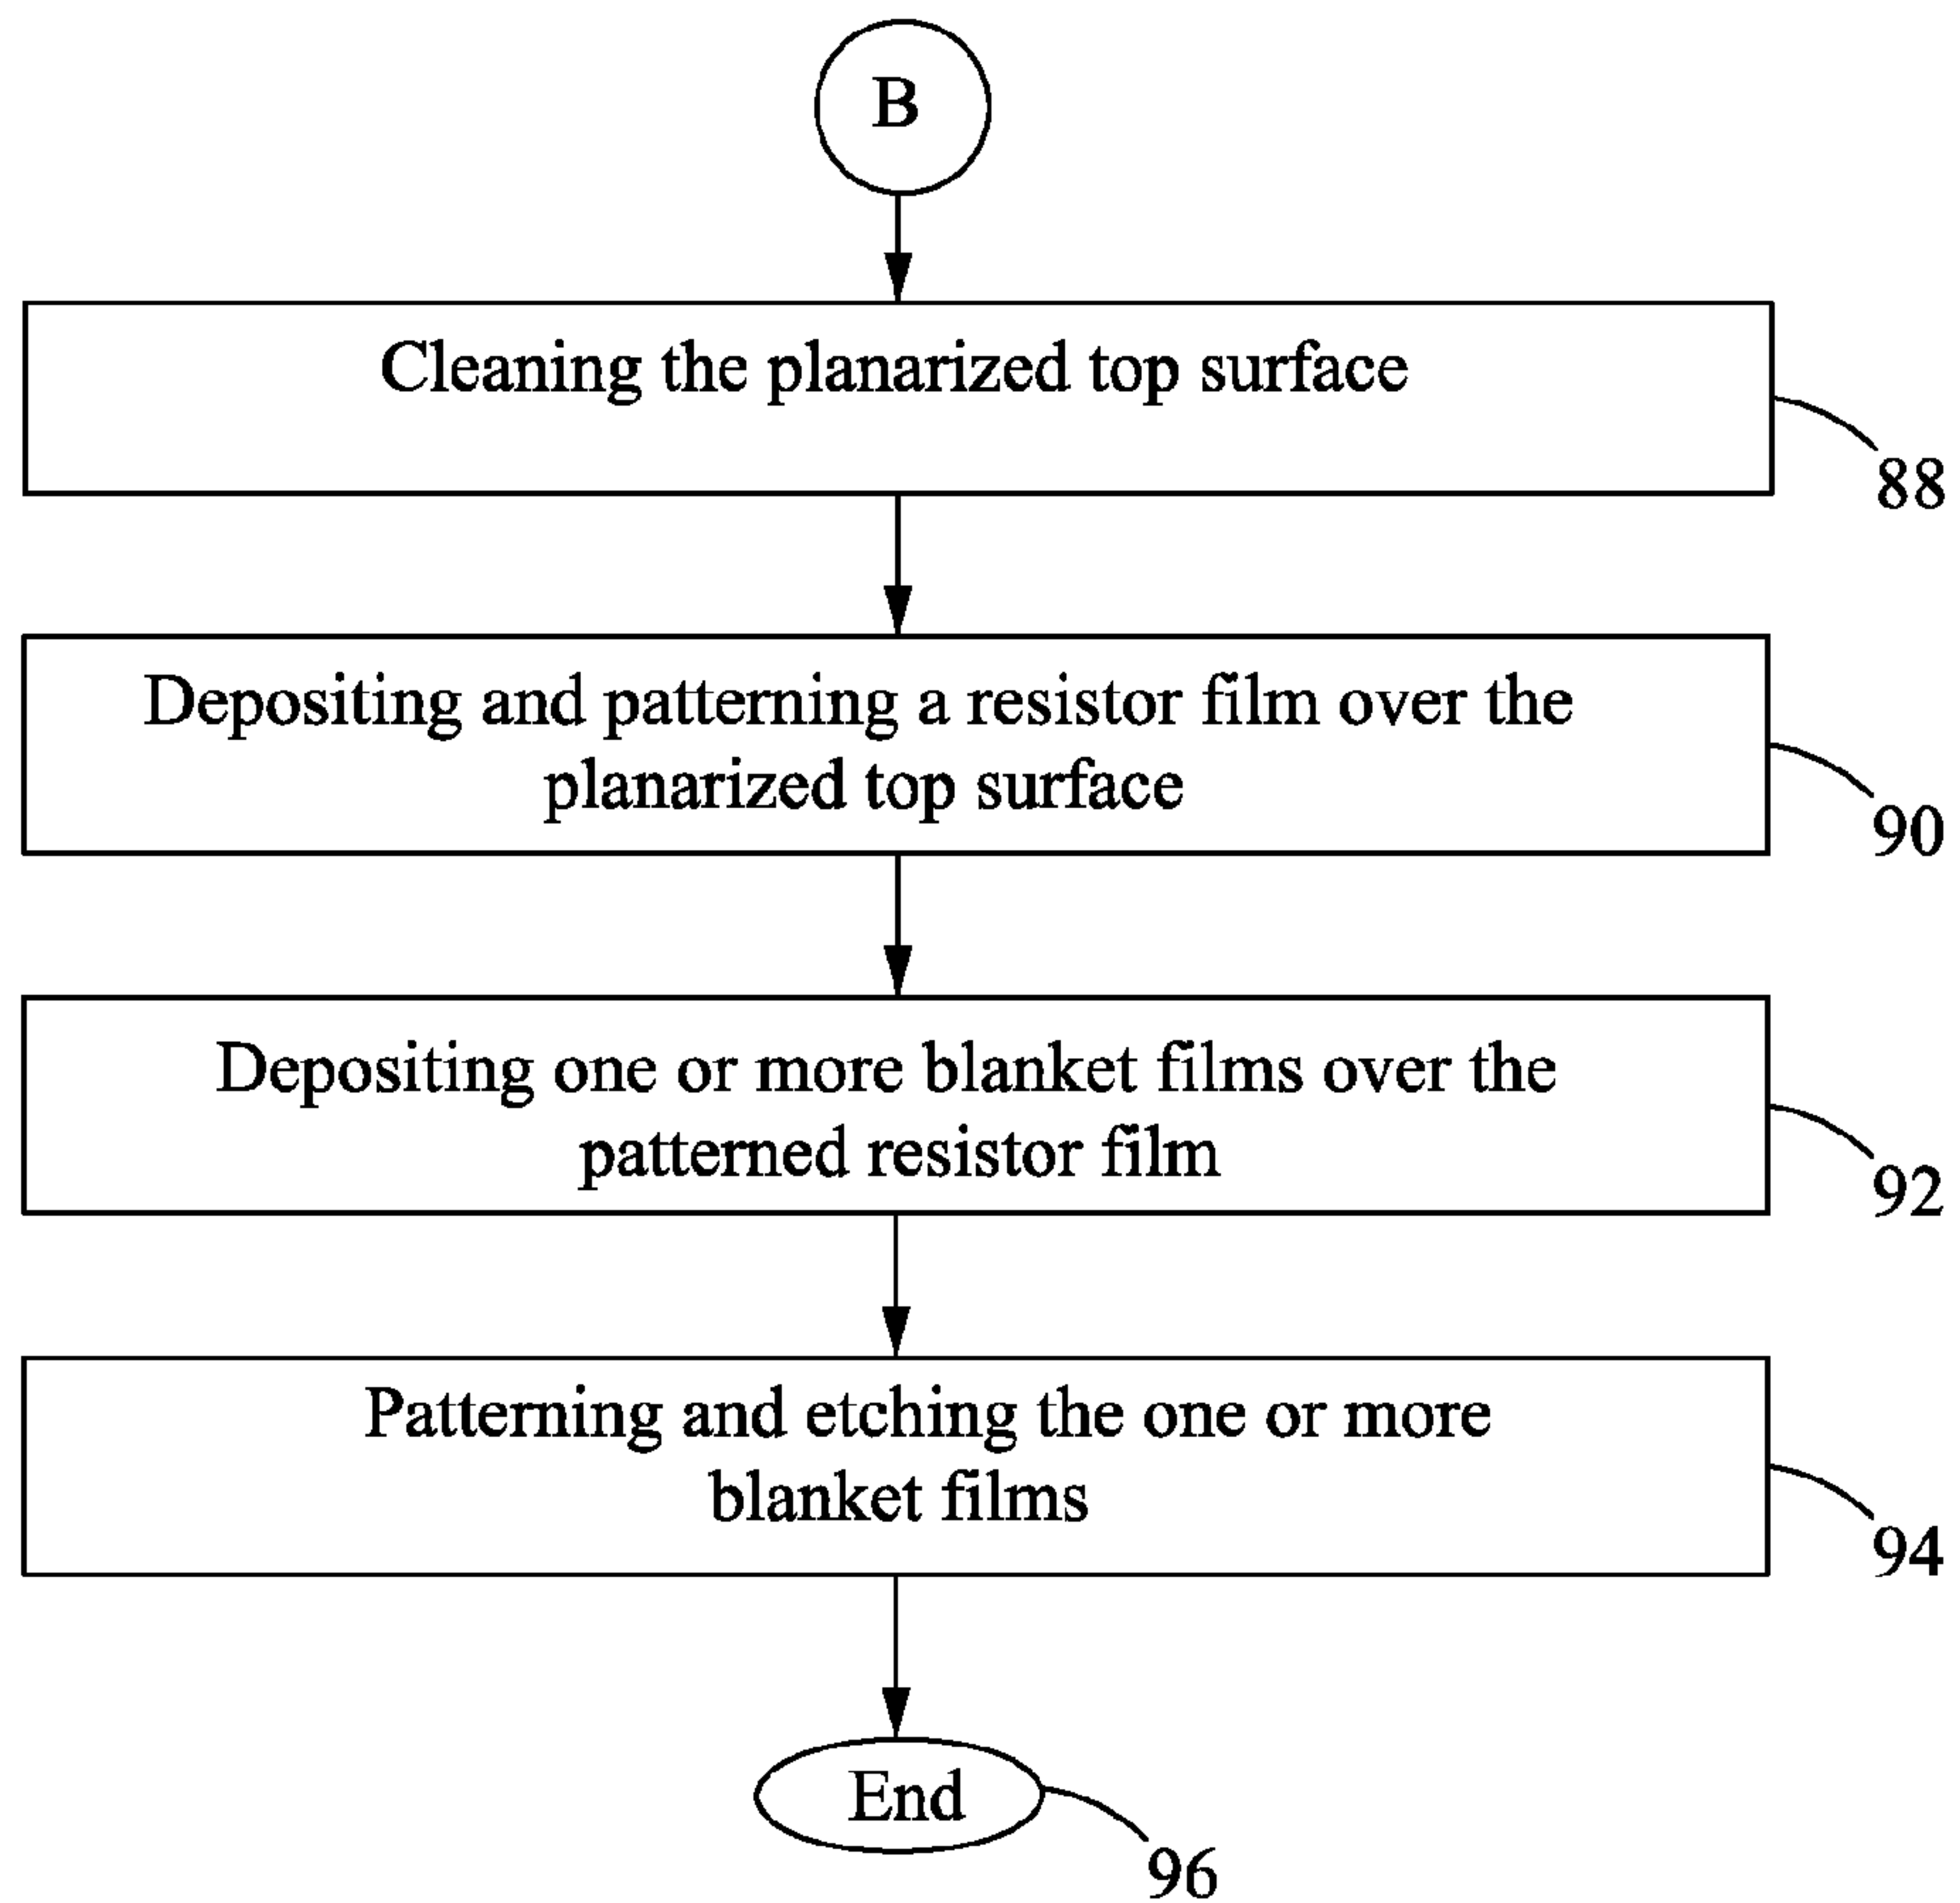 B
Cleaning the planarized top surface
88
Depositing and patterning a resistor film over the
planarized top surface
90
Depositing one or more blanket films over the
patterned resistor film
92
Patterning and etching the one or more
blanket films
94
End
96